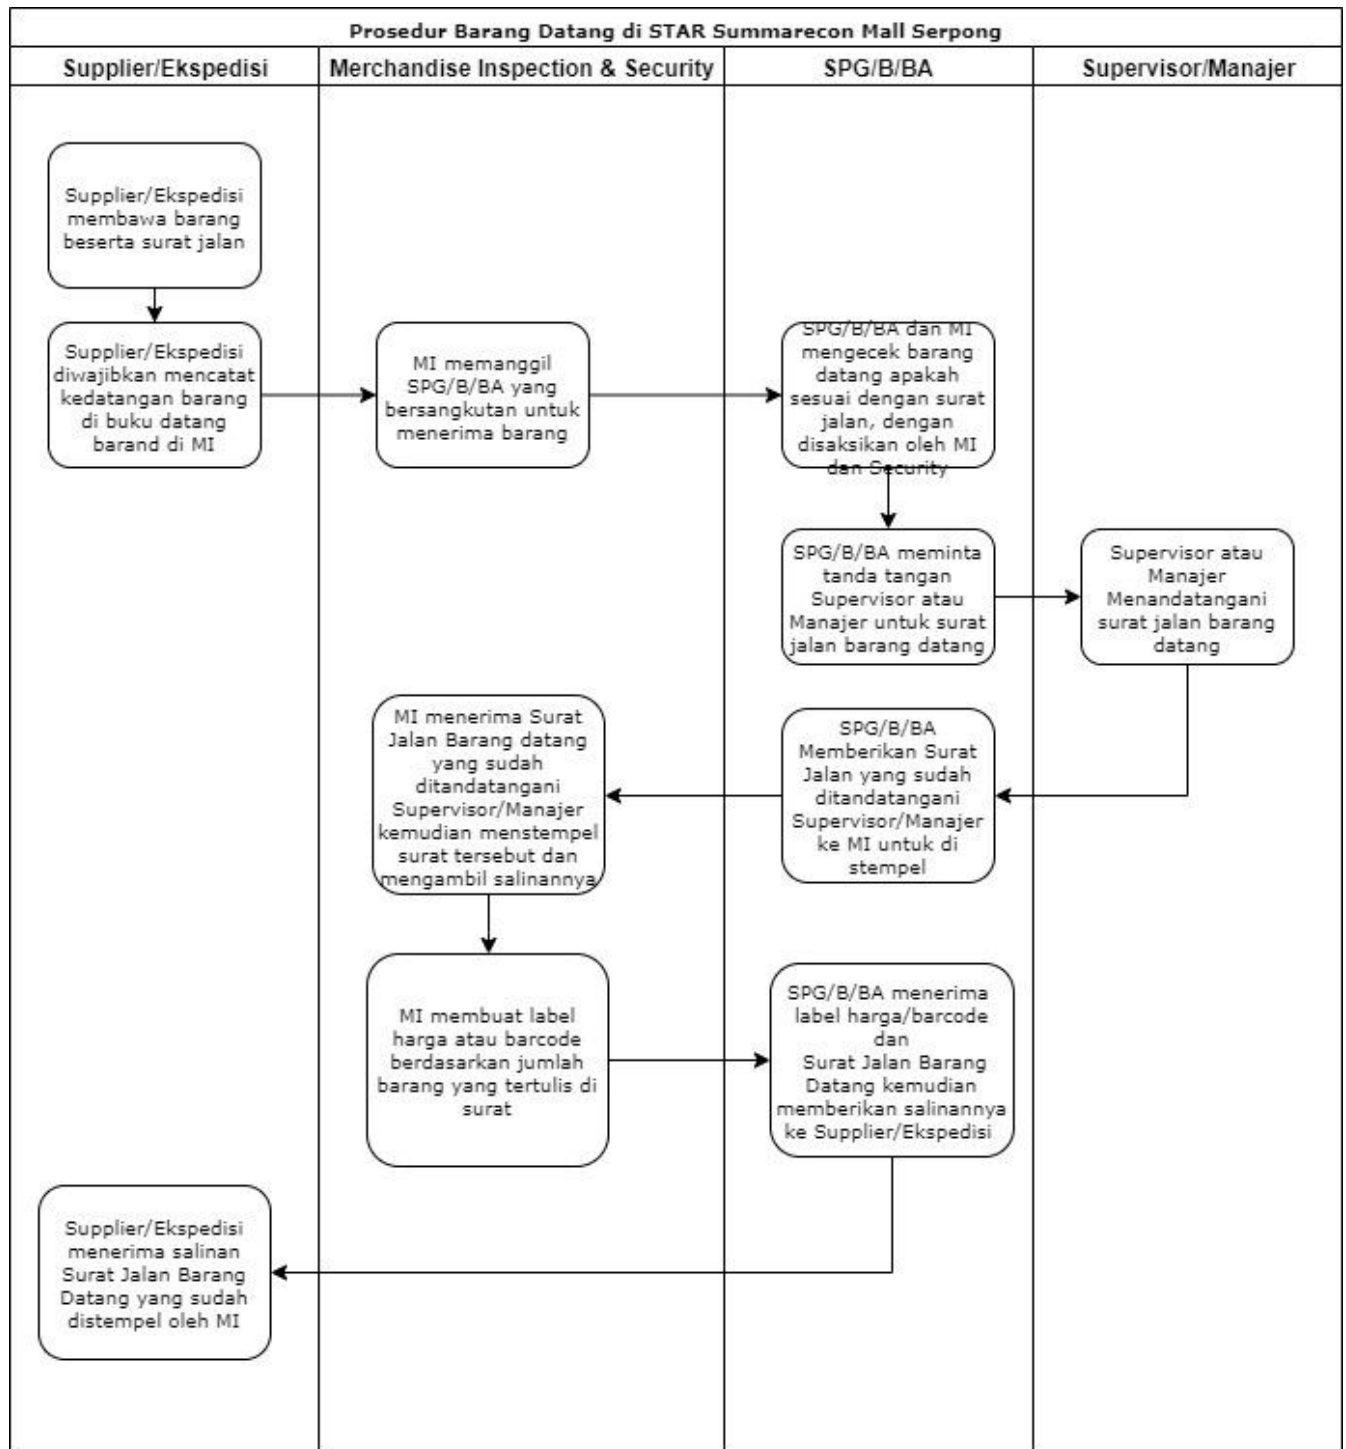 Prosedur Barang Datang di STAR Summarecon Mall Serpong
Supplier/Ekspedisi
Merchandise Inspection & Security
SPG/B/BA
Supervisor/Manajer
Supplier/Ekspedisi
membawa barang
beserta surat jalan
Supplier/Ekspedisi
diwajibkan mencatat
kedatangan barang
di buku datang
barand di MI
MI memanggil
SPG/B/BA yang
bersangkutan untuk
menerima barang
SPG/B/BA dan MI
mengecek barang
datang apakah
sesuai dengan surat
jalan, dengan
disaksikan oleh MI
dan Security
SPG/B/BA meminta
tanda tangan
Supervisor atau
Manajer untuk surat
jalan barang datang
Supervisor atau
Manajer
Menandatangani
surat jalan barang
datang
SPG/B/BA
Memberikan Surat
Jalan yang sudah
ditandatangani
Supervisor/Manajer
ke MI untuk di
stempel
MI menerima Surat
Jalan Barang datang
yang sudah
ditandatangani
Supervisor/Manajer
kemudian menstempel
surat tersebut dan
mengambil salinannya
MI membuat label
harga atau barcode
berdasarkan jumlah
barang yang tertulis di
surat
SPG/B/BA menerima
label harga/barcode
dan
Surat Jalan Barang
Datang kemudian
memberikan salinannya
ke Supplier/Ekspedisi
Supplier/Ekspedisi
menerima salinan
Surat Jalan Barang
Datang yang sudah
distempel oleh MI